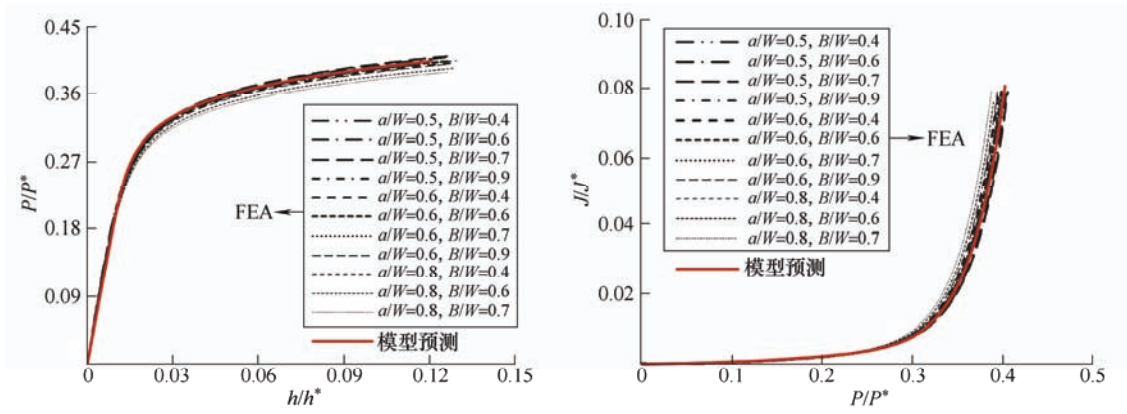 0.45
0.36
0.27
0.18
0.09
P/P*
a/W=0.5, B/W=0.4
a/W=0.5, B/W=0.6
a/W=0.5, B/W=0.7
a/W=0.5, B/W=0.9
a/W=0.6, B/W=0.4
a/W=0.6, B/W=0.6
a/W=0.6, B/W=0.7
a/W=0.6, B/W=0.9
a/W=0.8, B/W=0.4
a/W=0.8, B/W=0.6
a/W=0.8, B/W=0.7
FEA
模型预测
0 0.03 0.06 0.09 0.12 0.15
h/h*
0.10
0.08
0.06
0.04
0.02
J/J*
a/W=0.5, B/W=0.4
a/W=0.5, B/W=0.6
a/W=0.5, B/W=0.7
a/W=0.5, B/W=0.9
a/W=0.6, B/W=0.4
a/W=0.6, B/W=0.6
a/W=0.6, B/W=0.7
a/W=0.6, B/W=0.9
a/W=0.8, B/W=0.4
a/W=0.8, B/W=0.6
a/W=0.8, B/W=0.7
FEA
模型预测
0 0.1 0.2 0.3 0.4 0.5
P/P*